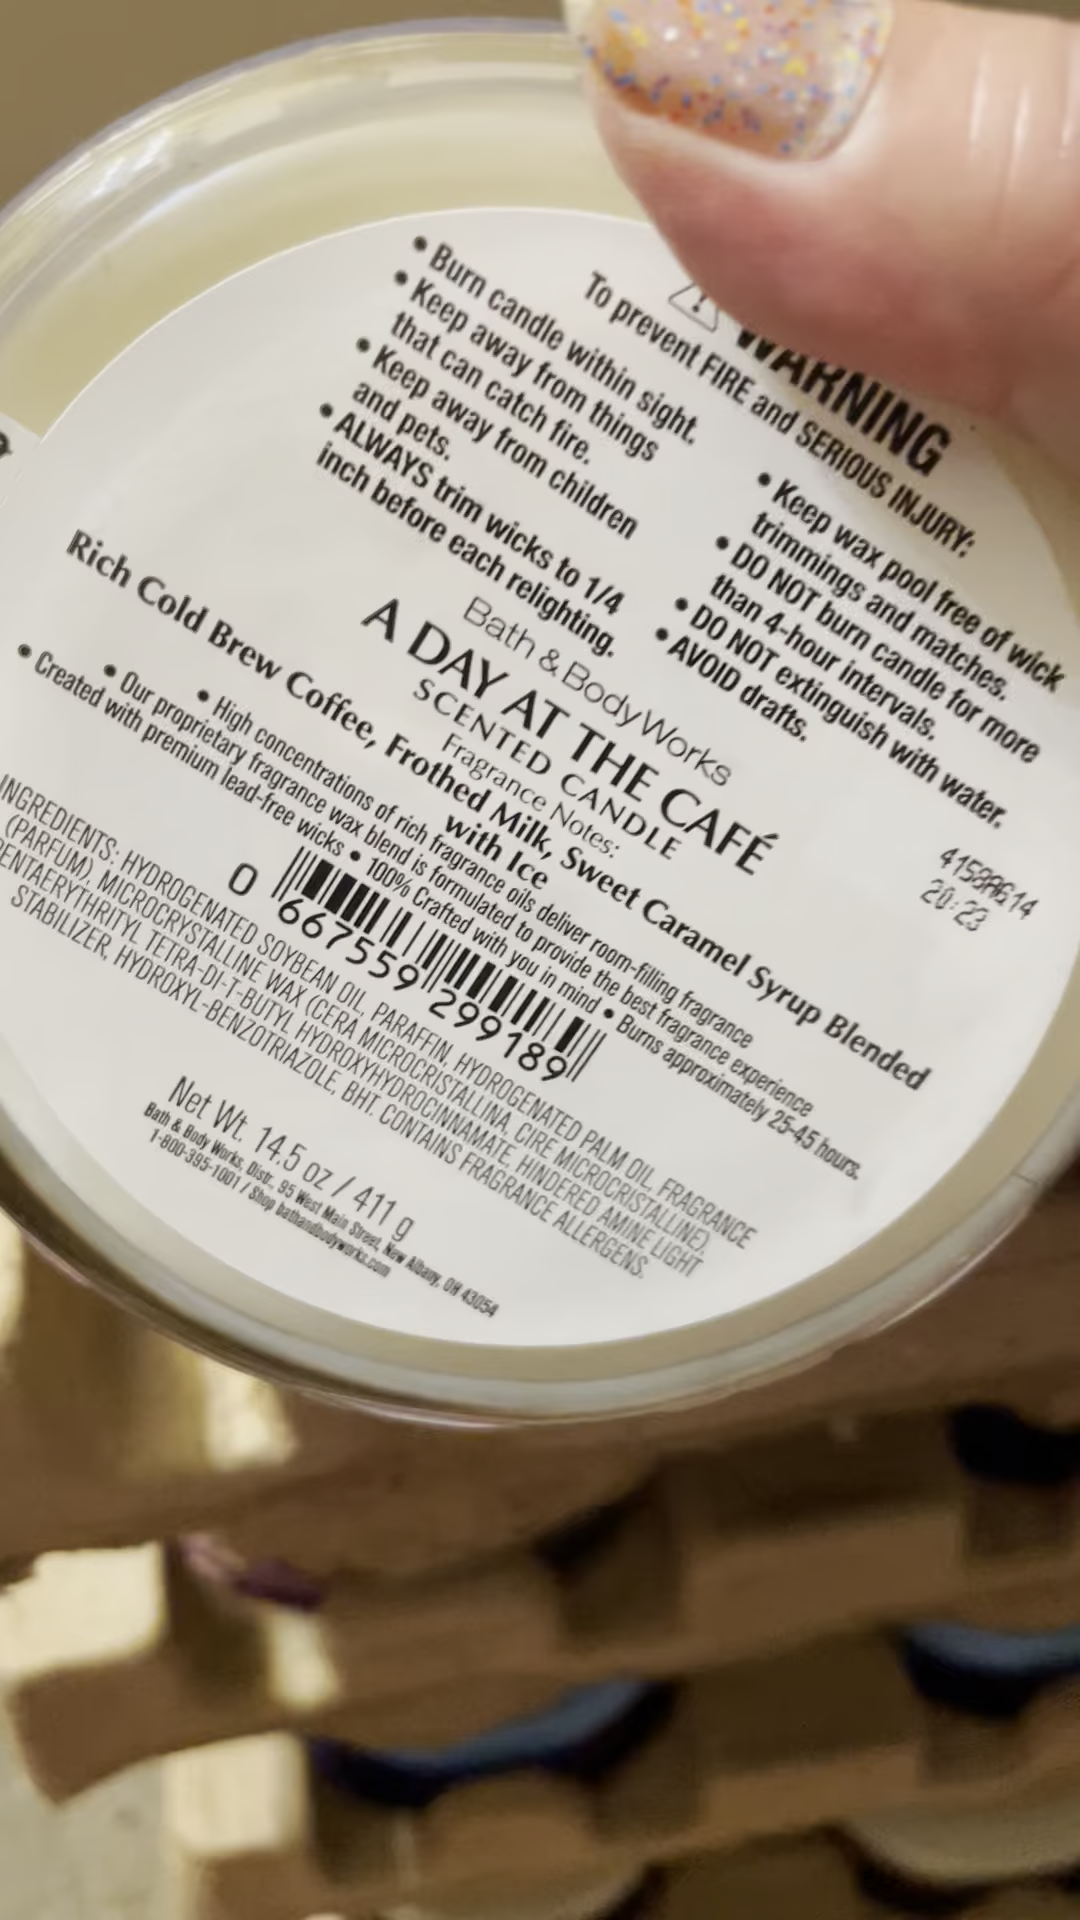 ⚠ WARNING
To prevent FIRE and SERIOUS INJURY:
• Burn candle within sight.
• Keep away from things
that can catch fire.
• Keep away from children
and pets.
• ALWAYS trim wicks to 1/4
inch before each relighting.
• Keep wax pool free of wick
trimmings and matches.
• DO NOT burn candle for more
than 4-hour intervals.
• DO NOT extinguish with water.
• AVOID drafts.
Bath & Body Works
A DAY AT THE CAFÉ
SCENTED CANDLE
Fragrance Notes:
Rich Cold Brew Coffee, Frothed Milk, Sweet Caramel Syrup Blended
with Ice
• High concentrations of rich fragrance oils deliver room-filling fragrance
• Our proprietary fragrance wax blend is formulated to provide the best fragrance experience
• Created with premium lead-free wicks • 100% Crafted with you in mind • Burns approximately 25-45 hours.
20:23
0 667559 299189
INGREDIENTS: HYDROGENATED SOYBEAN OIL, PARAFFIN, HYDROGENATED PALM OIL, FRAGRANCE
(PARFUM), MICROCRYSTALLINE WAX (CERA MICROCRISTALLINA, CIRE MICROCRISTALLINE),
PENTAERYTHRITYL TETRA-DI-T-BUTYL HYDROXYHYDROCINNAMATE, HINDERED AMINE LIGHT
STABILIZER, HYDROXYL-BENZOTRIAZOLE, BHT. CONTAINS FRAGRANCE ALLERGENS.
Net Wt. 14.5 oz / 411 g
Bath & Body Works, Distr., 95 West Main Street, New Albany, OH 43054
1-800-395-1001 / Shop bathandbodyworks.com